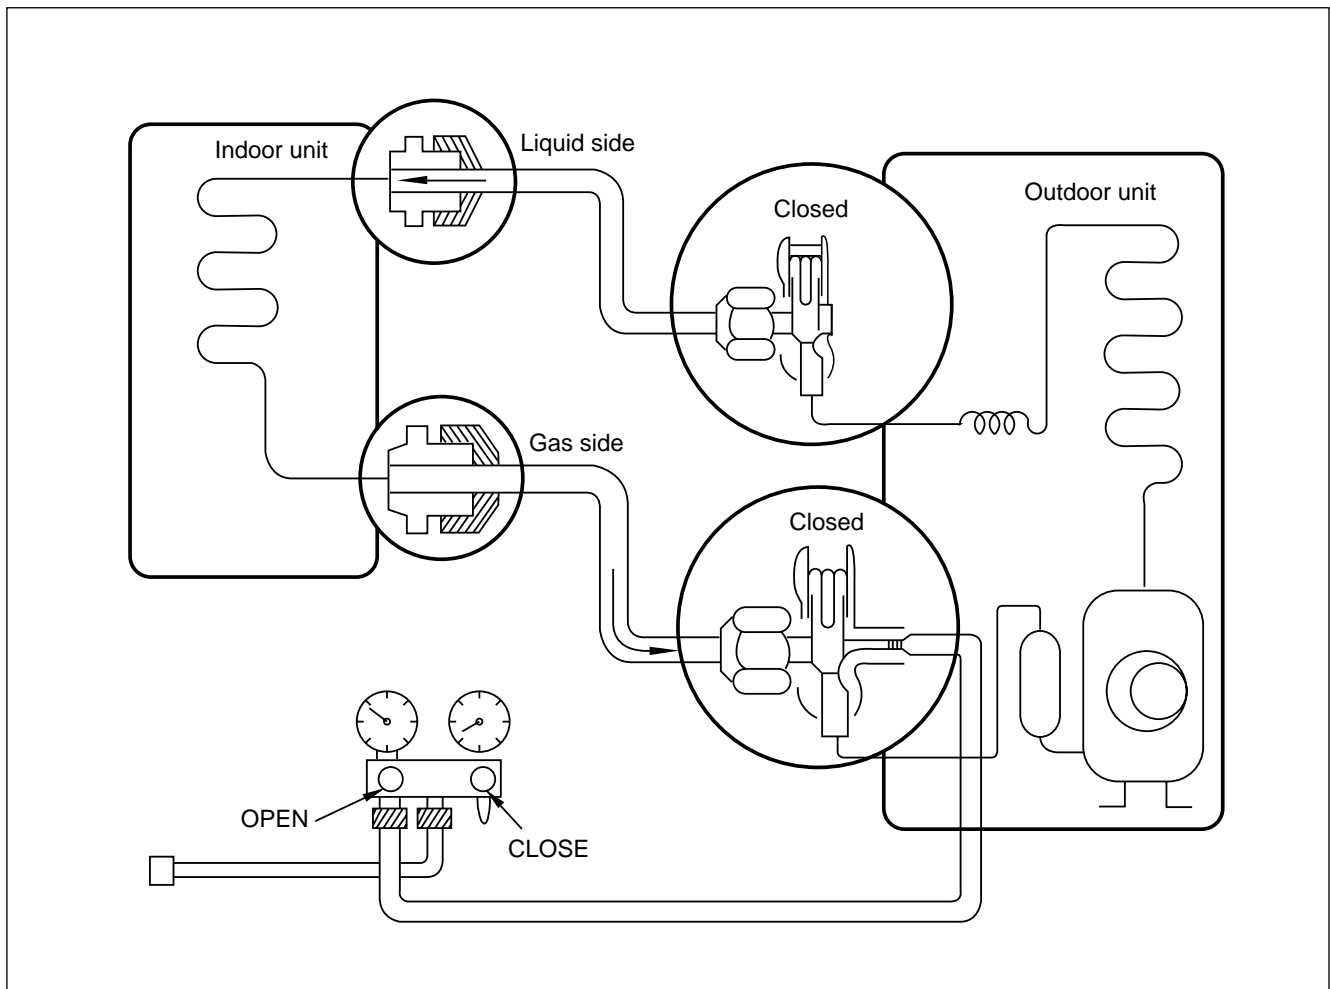 Indoor unit
Liquid side
Closed
Outdoor unit
Gas side
Closed
OPEN
CLOSE